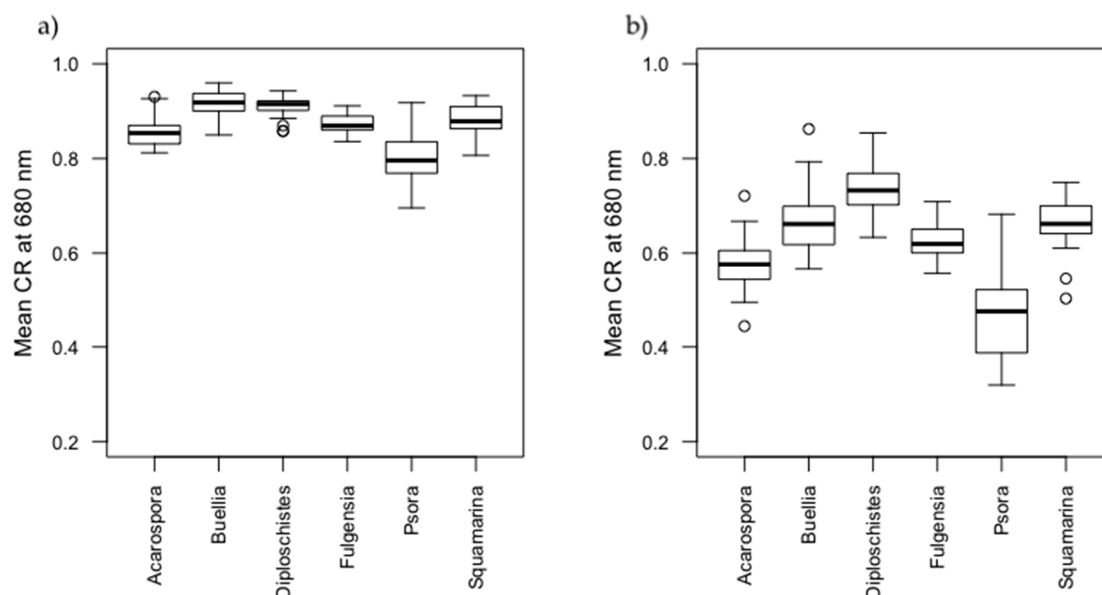 a)
Mean CR at 680 nm
1.0
0.8
0.6
0.4
0.2
Acarospora
Buellia
Diploschistes
Fulgensia
Psora
Squamarina
b)
Mean CR at 680 nm
1.0
0.8
0.6
0.4
0.2
Acarospora
Buellia
Diploschistes
Fulgensia
Psora
Squamarina